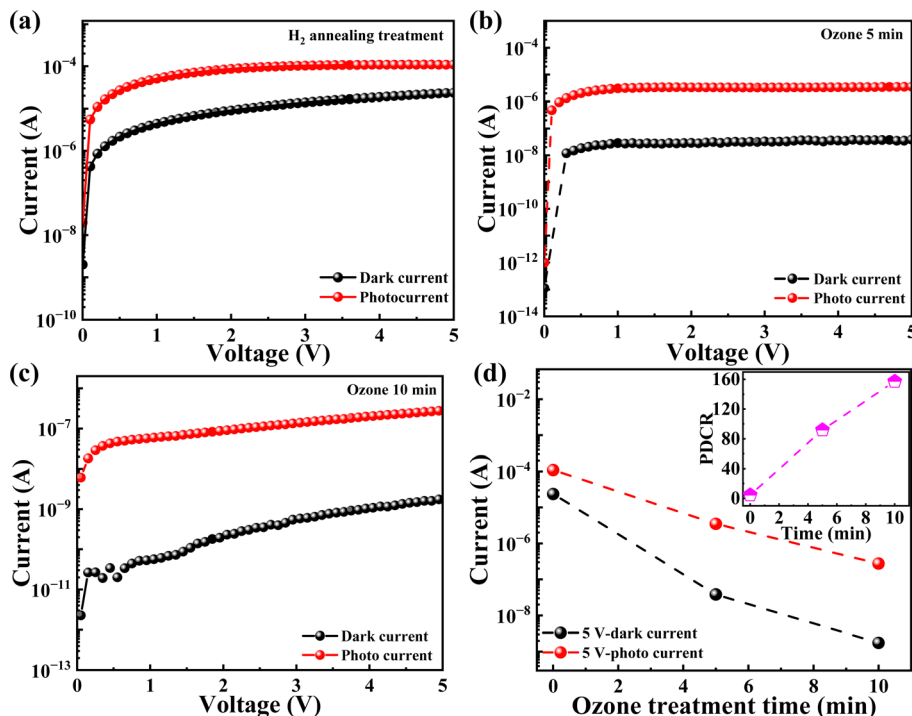 (a)
H₂ annealing treatment
10⁻⁴
10⁻⁶
10⁻⁸
10⁻¹⁰
Current (A)
Dark current
Photocurrent
0 1 2 3 4 5
Voltage (V)
(b)
Ozone 5 min
10⁻⁴
10⁻⁶
10⁻⁸
10⁻¹⁰
10⁻¹²
10⁻¹⁴
Current (A)
Dark current
Photo current
0 1 2 3 4 5
Voltage (V)
(c)
Ozone 10 min
10⁻⁷
10⁻⁹
10⁻¹¹
10⁻¹³
Current (A)
Dark current
Photo current
0 1 2 3 4 5
Voltage (V)
(d)
10⁻²
10⁻⁴
10⁻⁶
10⁻⁸
Current (A)
160
120
80
40
0
PDCR
0 2 4 6 8 10
Time (min)
5 V-dark current
5 V-photo current
0 2 4 6 8 10
Ozone treatment time (min)